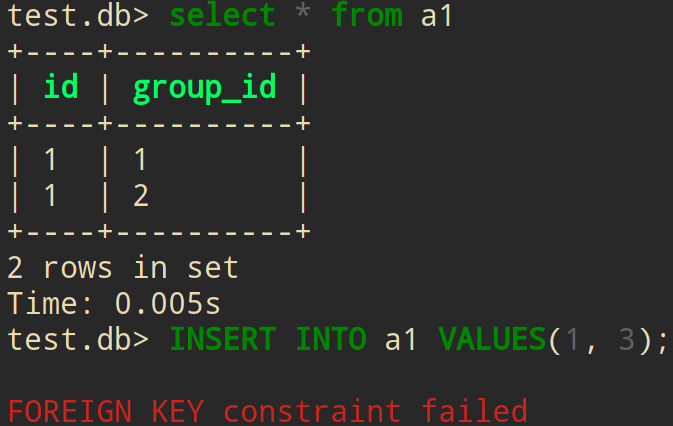 test.db> select * from a1
+----+----------+
| id | group_id |
+----+----------+
| 1  | 1        |
| 1  | 2        |
+----+----------+
2 rows in set
Time: 0.005s
test.db> INSERT INTO a1 VALUES(1, 3);
FOREIGN KEY constraint failed